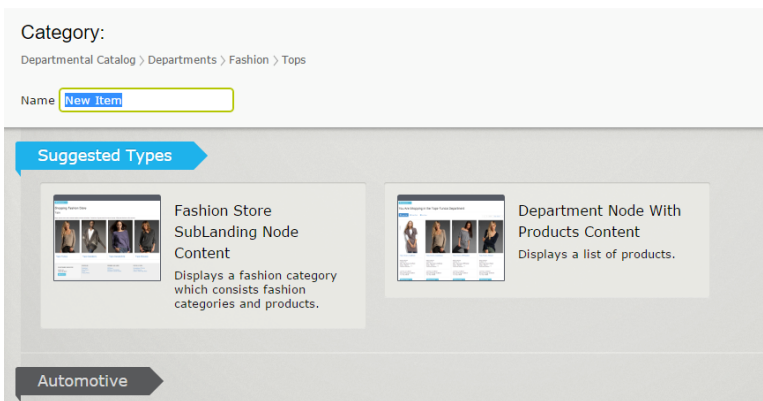 Category:
Departmental Catalog > Departments > Fashion > Tops
Name New Item
Suggested Types
Fashion Store
SubLanding Node
Content
Displays a fashion category
which consists fashion
categories and products.
Department Node With
Products Content
Displays a list of products.
Automotive